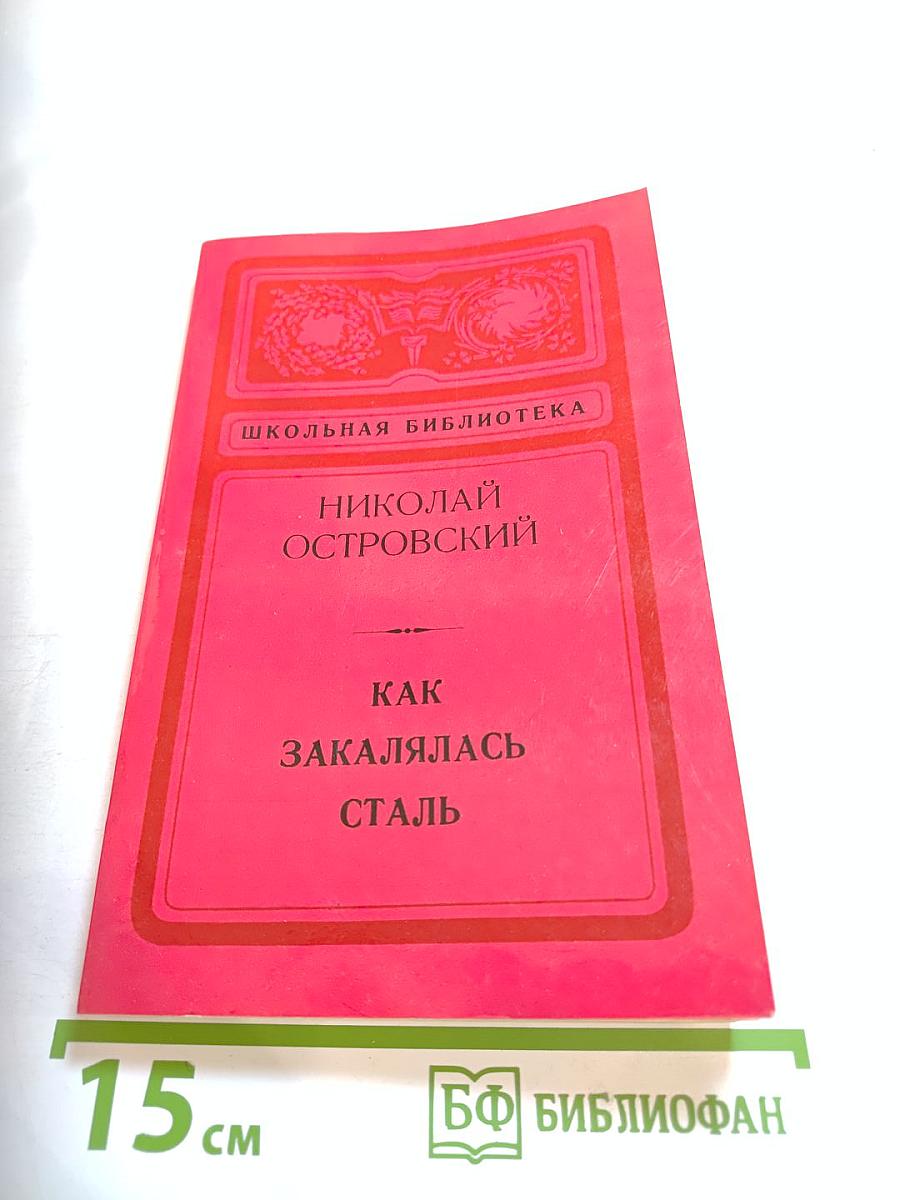 ШКОЛЬНАЯ БИБЛИОТЕКА
НИКОЛАЙ
ОСТРОВСКИЙ
КАК
ЗАКАЛЯЛАСЬ
СТАЛЬ
15 см
БФ БИБЛИОФАН